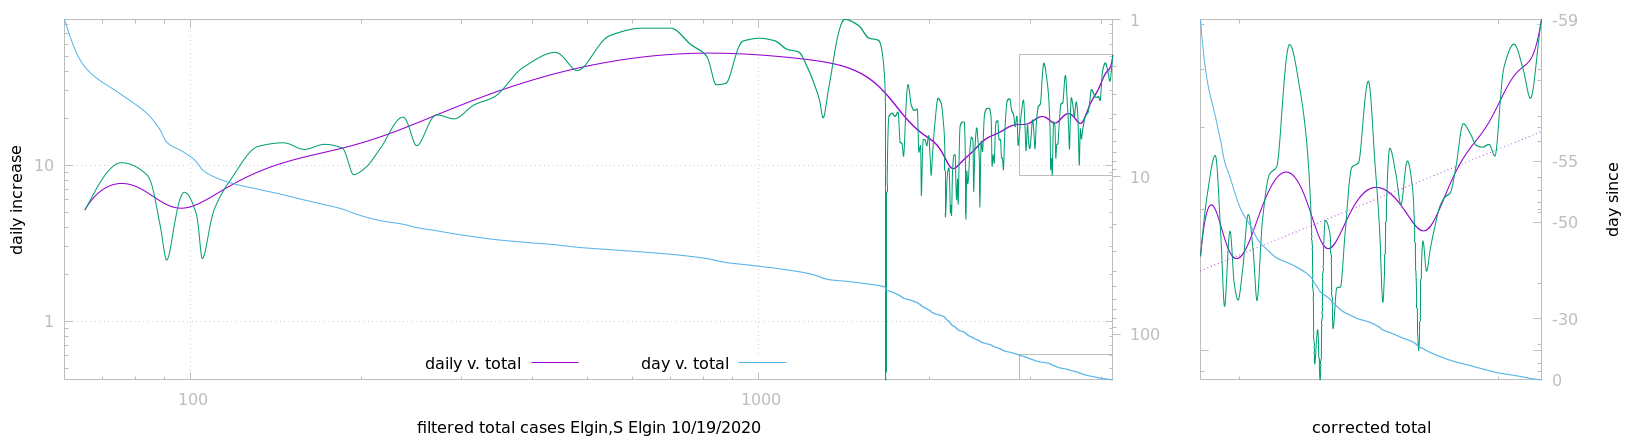 daily increase
10
1
100
1000
1
10
100
daily v. total
day v. total
filtered total cases Elgin,S Elgin 10/19/2020
-59
-55
-50
-30
0
day since
corrected total